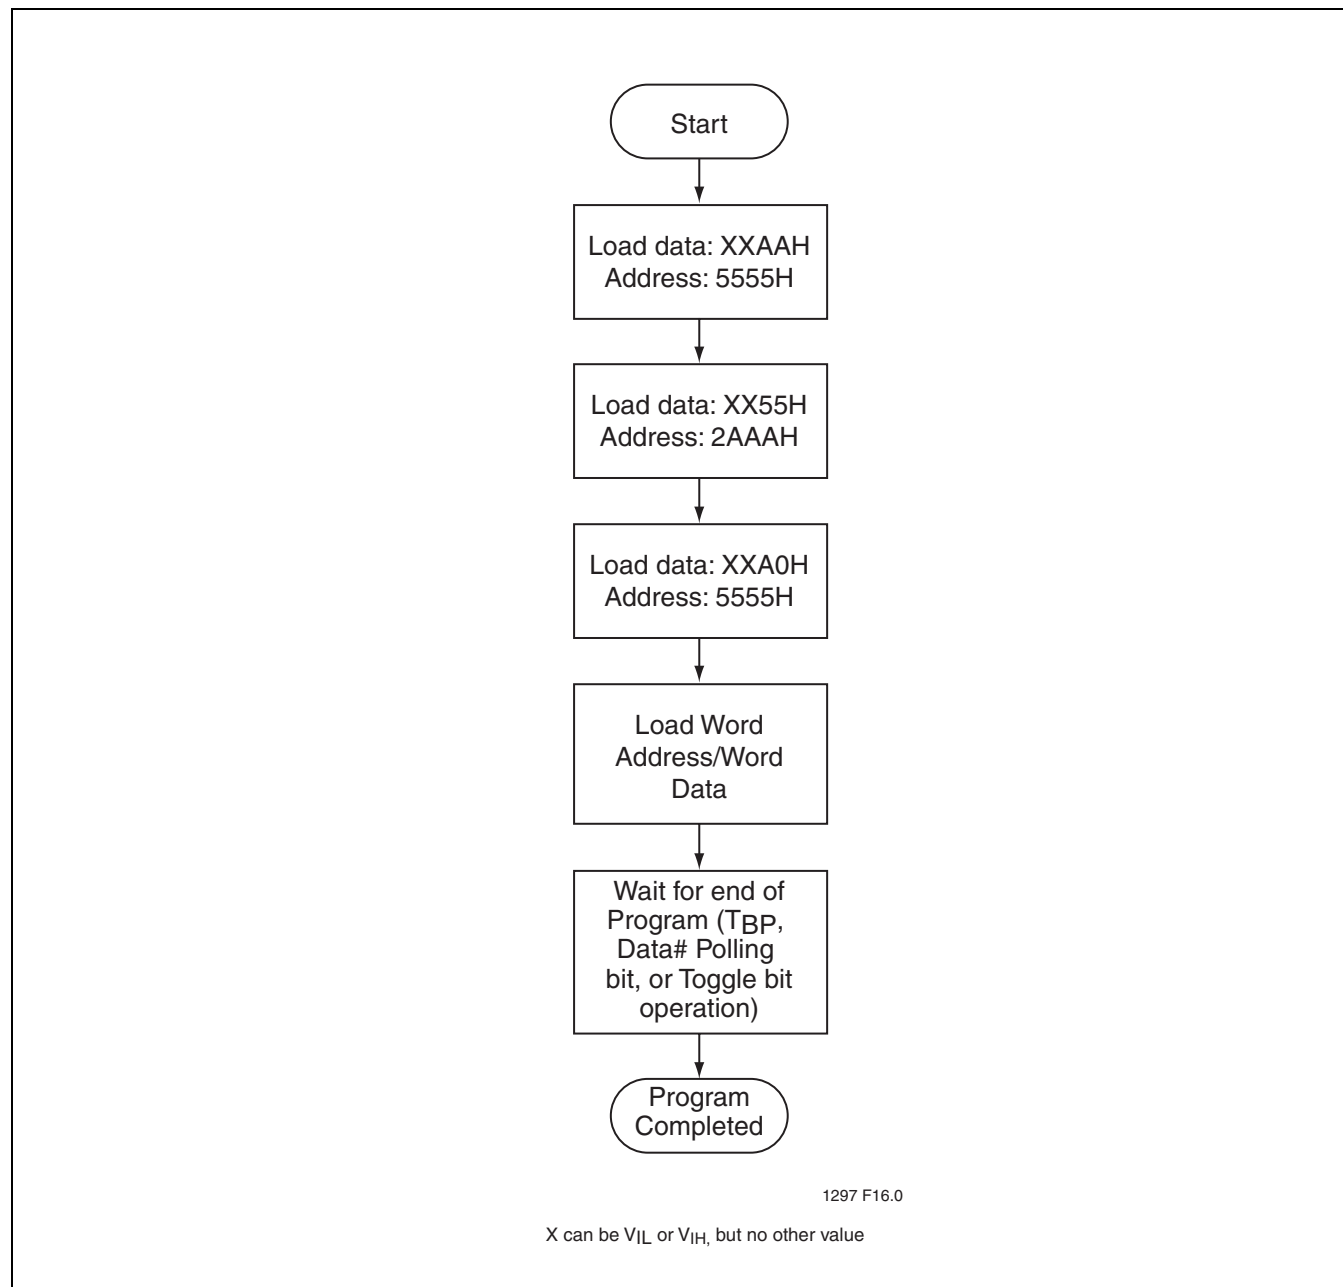 Start
Load data: XXAAH
Address: 5555H
Load data: XX55H
Address: 2AAAH
Load data: XXA0H
Address: 5555H
Load Word
Address/Word
Data
Wait for end of
Program (TBP,
Data# Polling
bit, or Toggle bit
operation)
Program
Completed
1297 F16.0
X can be VIL or VIH, but no other value